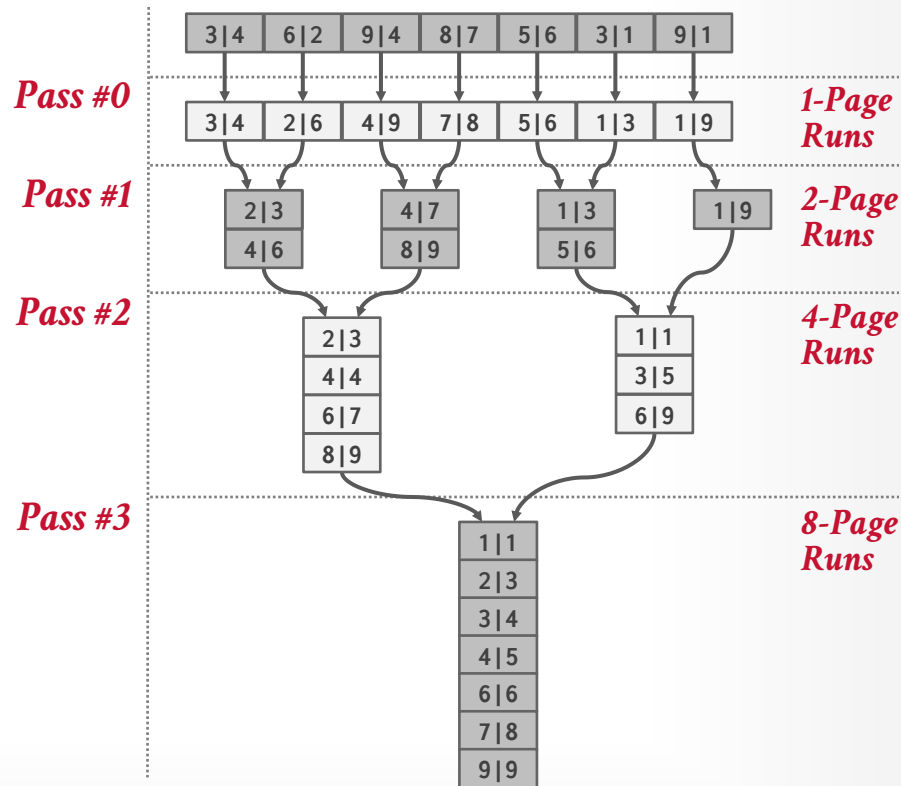 3|4 6|2 9|4 8|7 5|6 3|1 9|1
Pass #0
3|4 2|6 4|9 7|8 5|6 1|3 1|9
1-Page
Runs
Pass #1
2|3 4|7 1|3 1|9
4|6 8|9 5|6
2-Page
Runs
Pass #2
2|3 1|1
4|4 3|5
6|7 6|9
8|9
4-Page
Runs
Pass #3
1|1
2|3
3|4
4|5
6|6
7|8
9|9
8-Page
Runs